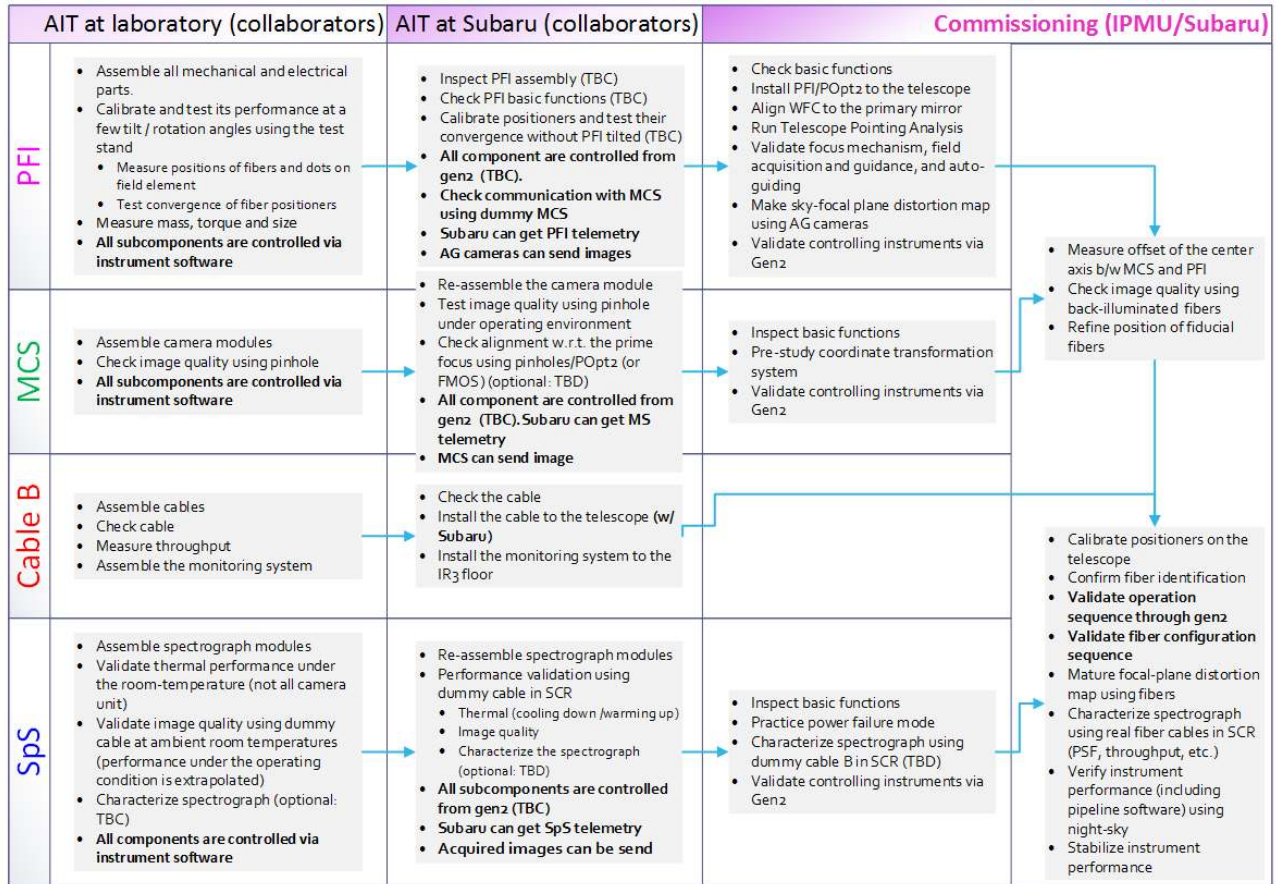 AIT at laboratory (collaborators)
AIT at Subaru (collaborators)
Commissioning (IPMU/Subaru)
PFI
• Assemble all mechanical and electrical
parts.
• Calibrate and test its performance at a
few tilt / rotation angles using the test
stand
• Measure positions of fibers and dots on
field element
• Test convergence of fiber positioners
• Measure mass, torque and size
• All subcomponents are controlled via
instrument software
• Inspect PFI assembly (TBC)
• Check PFI basic functions (TBC)
• Calibrate positioners and test their
convergence without PFI tilted (TBC)
• All component are controlled from
gen2 (TBC).
• Check communication with MCS
using dummy MCS
• Subaru can get PFI telemetry
• AG cameras can send images
• Check basic functions
• Install PFI/POpt2 to the telescope
• Align WFC to the primary mirror
• Run Telescope Pointing Analysis
• Validate focus mechanism, field
acquisition and guidance, and auto-
guiding
• Make sky-focal plane distortion map
using AG cameras
• Validate controlling instruments via
Gen2
• Measure offset of the center
axis b/w MCS and PFI
• Check image quality using
back-illuminated fibers
• Refine position of fiducial
fibers
MCS
• Assemble camera modules
• Check image quality using pinhole
• All subcomponents are controlled via
instrument software
• Re-assemble the camera module
• Test image quality using pinhole
under operating environment
• Check alignment w.r.t. the prime
focus using pinholes/POpt2 (or
FMOS) (optional: TBD)
• All component are controlled from
gen2 (TBC). Subaru can get MS
telemetry
• MCS can send image
• Inspect basic functions
• Pre-study coordinate transformation
system
• Validate controlling instruments via
Gen2
Cable B
• Assemble cables
• Check cable
• Measure throughput
• Assemble the monitoring system
• Check the cable
• Install the cable to the telescope (w/
Subaru)
• Install the monitoring system to the
IR3 floor
SpS
• Assemble spectrograph modules
• Validate thermal performance under
the room-temperature (not all camera
unit)
• Validate image quality using dummy
cable at ambient room temperatures
(performance under the operating
condition is extrapolated)
• Characterize spectrograph (optional:
TBC)
• All components are controlled via
instrument software
• Re-assemble spectrograph modules
• Performance validation using
dummy cable in SCR
• Thermal (cooling down /warming up)
• Image quality
• Characterize the spectrograph
(optional: TBD)
• All subcomponents are controlled
from gen2 (TBC)
• Subaru can get SpS telemetry
• Acquired images can be send
• Inspect basic functions
• Practice power failure mode
• Characterize spectrograph using
dummy cable B in SCR (TBD)
• Validate controlling instruments via
Gen2
• Calibrate positioners on the
telescope
• Confirm fiber identification
• Validate operation
sequence through gen2
• Validate fiber configuration
sequence
• Mature focal-plane distortion
map using fibers
• Characterize spectrograph
using real fiber cables in SCR
(PSF, throughput, etc.)
• Verify instrument
performance (including
pipeline software) using
night-sky
• Stabilize instrument
performance